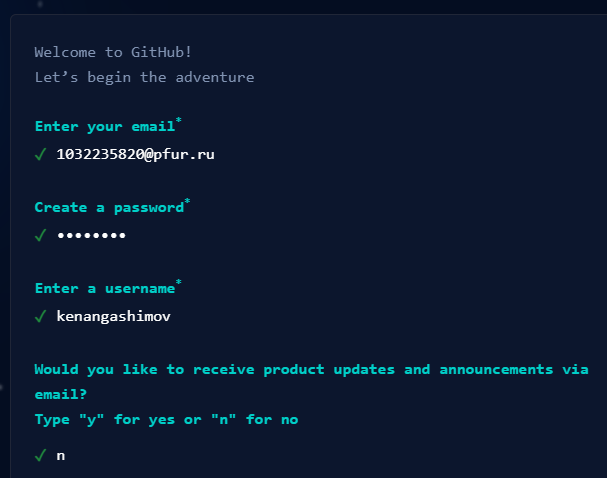 Welcome to GitHub!
Let’s begin the adventure
Enter your email*
✓ 1032235820@pfur.ru
Create a password*
✓ ••••••••
Enter a username*
✓ kenangashimov
Would you like to receive product updates and announcements via
email?
Type "y" for yes or "n" for no
✓ n